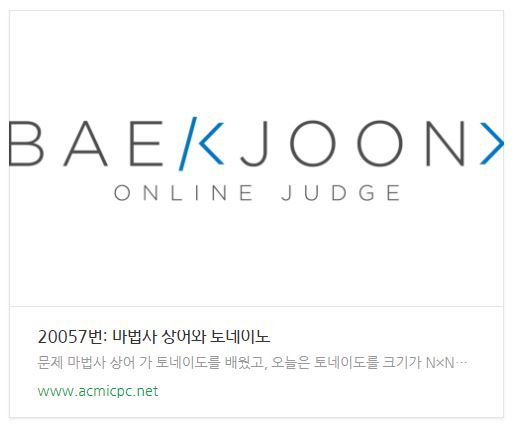 BAEKJOON
ONLINE JUDGE
20057번: 마법사 상어와 토네이도
문제 마법사 상어 가 토네이도를 배웠고, 오늘은 토네이도를 크기가 N×N…
www.acmicpc.net